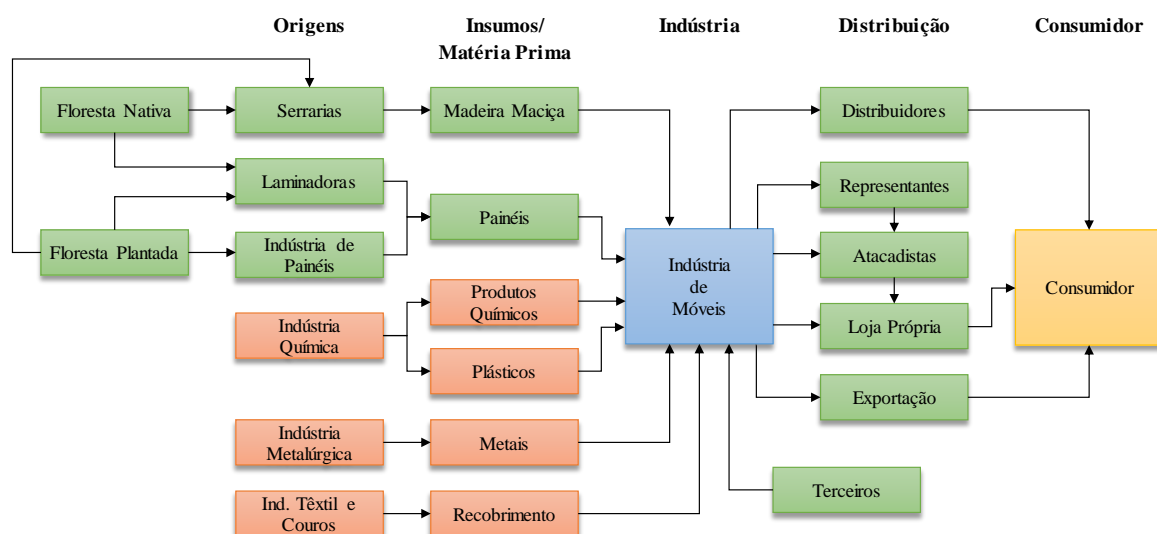 Origens
Insumos/
Matéria Prima
Indústria
Distribuição
Consumidor
Floresta Nativa
Serrarias
Madeira Maciça
Distribuidores
Laminadoras
Representantes
Painéis
Floresta Plantada
Indústria de
Painéis
Indústria
de
Móveis
Atacadistas
Consumidor
Produtos
Químicos
Indústria
Química
Loja Própria
Plásticos
Exportação
Indústria
Metalúrgica
Metais
Terceiros
Ind. Têxtil e
Couros
Recobrimento